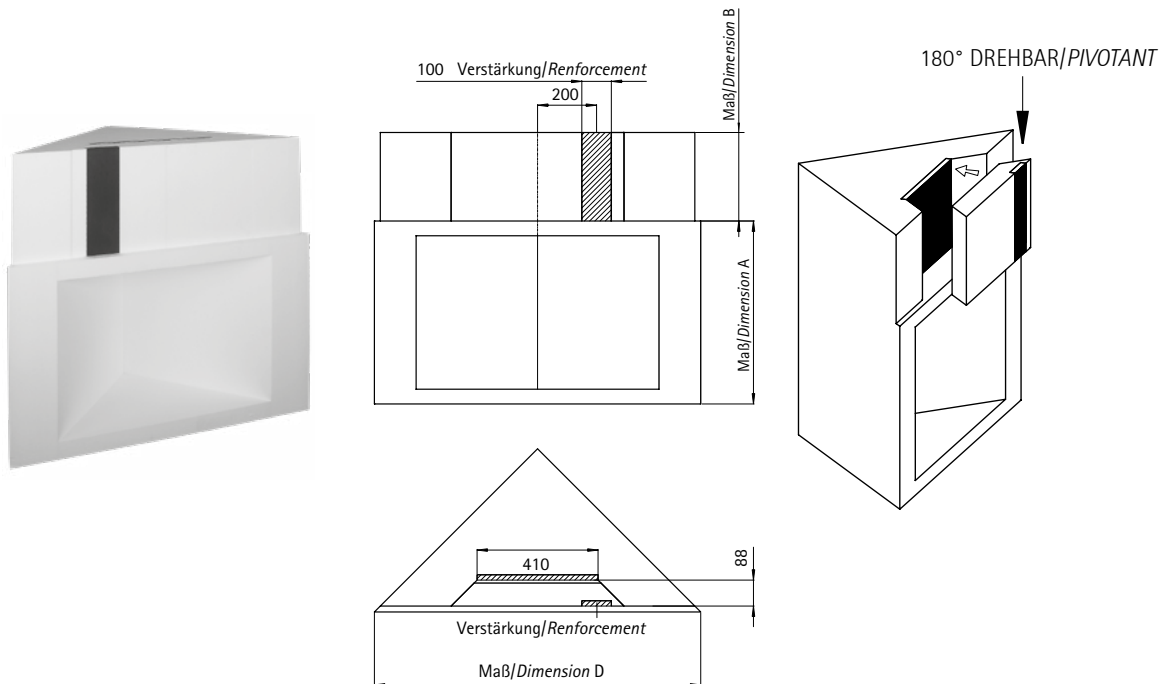 Maß/Dimension B
180° DREHBAR/PIVOTANT
100 Verstärkung/Renforcement
200
Maß/Dimension A
410
88
Verstärkung/Renforcement
Maß/Dimension D